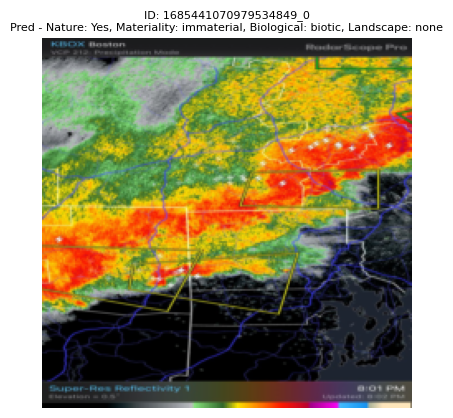 ID: 1685441070979534849_0
Pred - Nature: Yes, Materiality: immaterial, Biological: biotic, Landscape: none
KBOX Boston RadarScope Pro
VCP 212: Precipitation Mode
Super-Res Reflectivity 1 8:01 PM
Elevation = 0.5° Updated: 8:02 PM